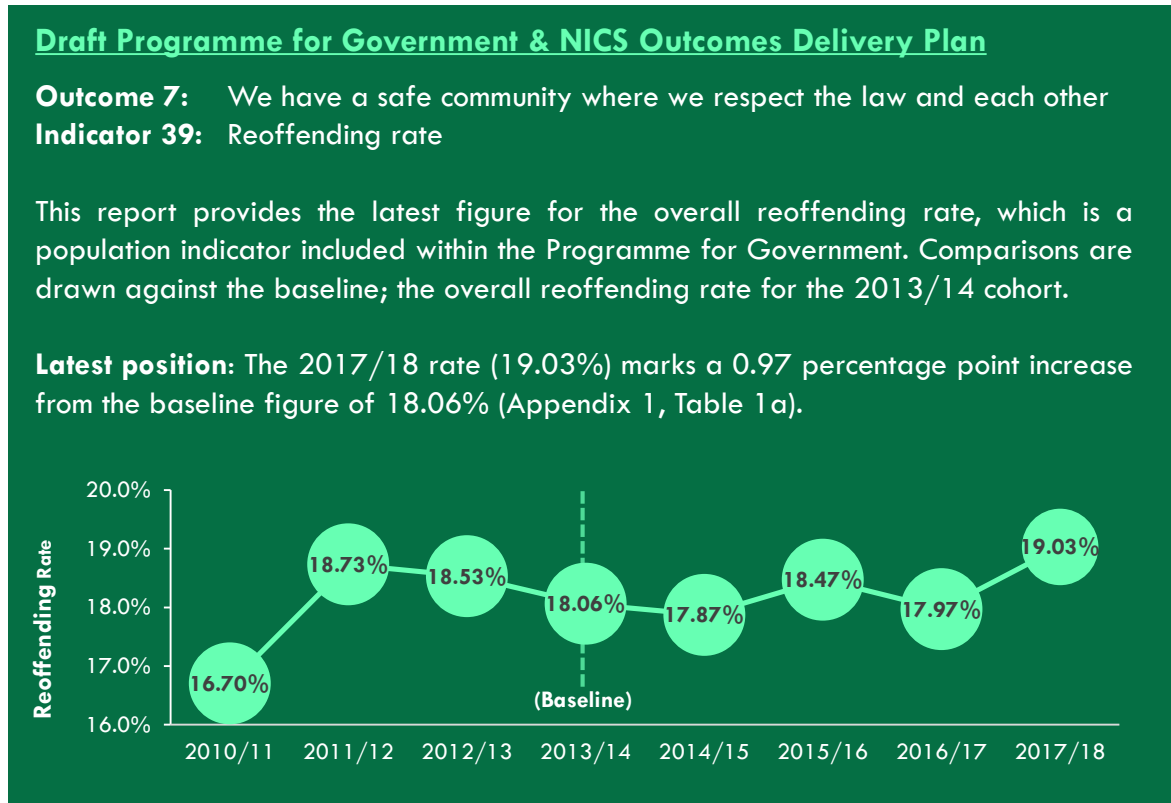 Draft Programme for Government & NICS Outcomes Delivery Plan
Outcome 7: We have a safe community where we respect the law and each other
Indicator 39: Reoffending rate
This report provides the latest figure for the overall reoffending rate, which is a
population indicator included within the Programme for Government. Comparisons are
drawn against the baseline; the overall reoffending rate for the 2013/14 cohort.
Latest position: The 2017/18 rate (19.03%) marks a 0.97 percentage point increase
from the baseline figure of 18.06% (Appendix 1, Table 1a).
Reoffending Rate
20.0%
19.0%
18.0%
17.0%
16.0%
16.70%
18.73%
18.53%
18.06%
17.87%
18.47%
17.97%
19.03%
(Baseline)
2010/11
2011/12
2012/13
2013/14
2014/15
2015/16
2016/17
2017/18